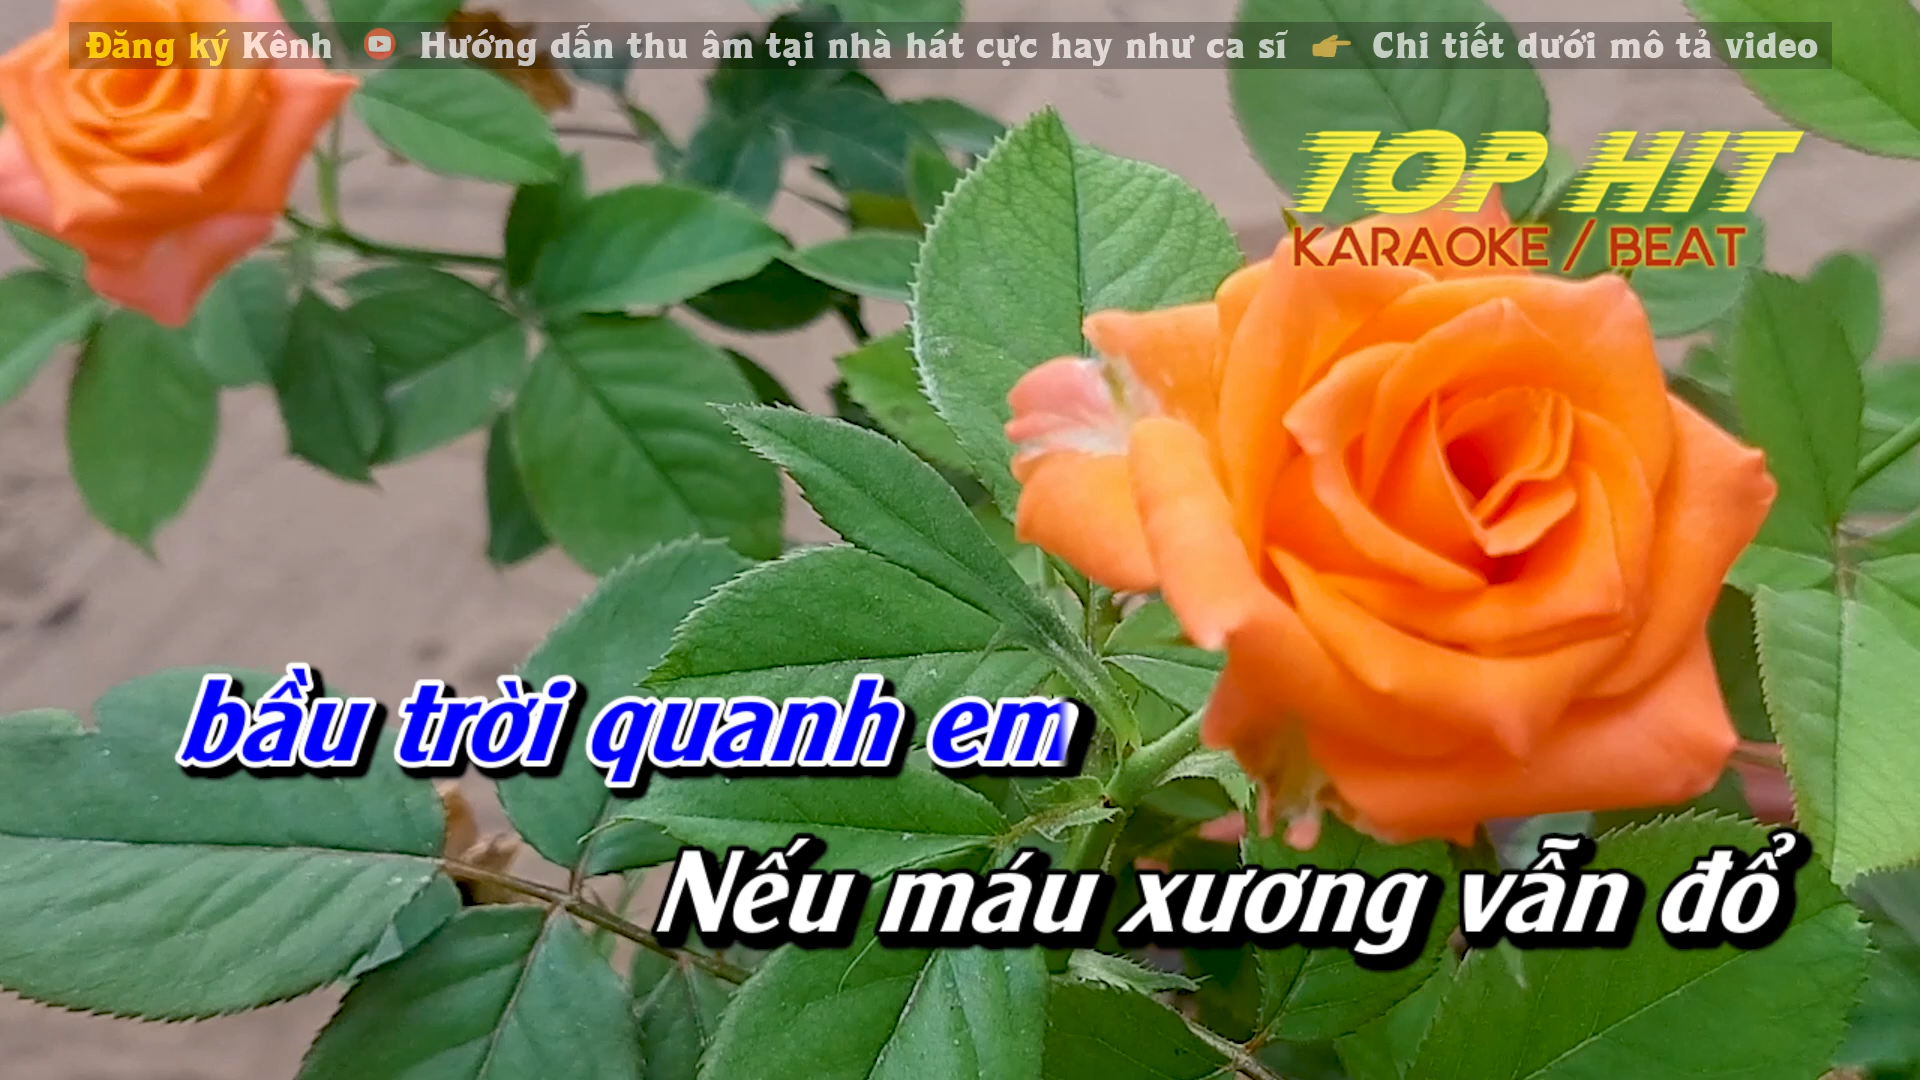 Đăng ký Kênh Hướng dẫn thu âm tại nhà hát cực hay như ca sĩ Chi tiết dưới mô tả video
TOP HIT
KARAOKE / BEAT
bầu trời quanh em
Nếu máu xương vẫn đổ